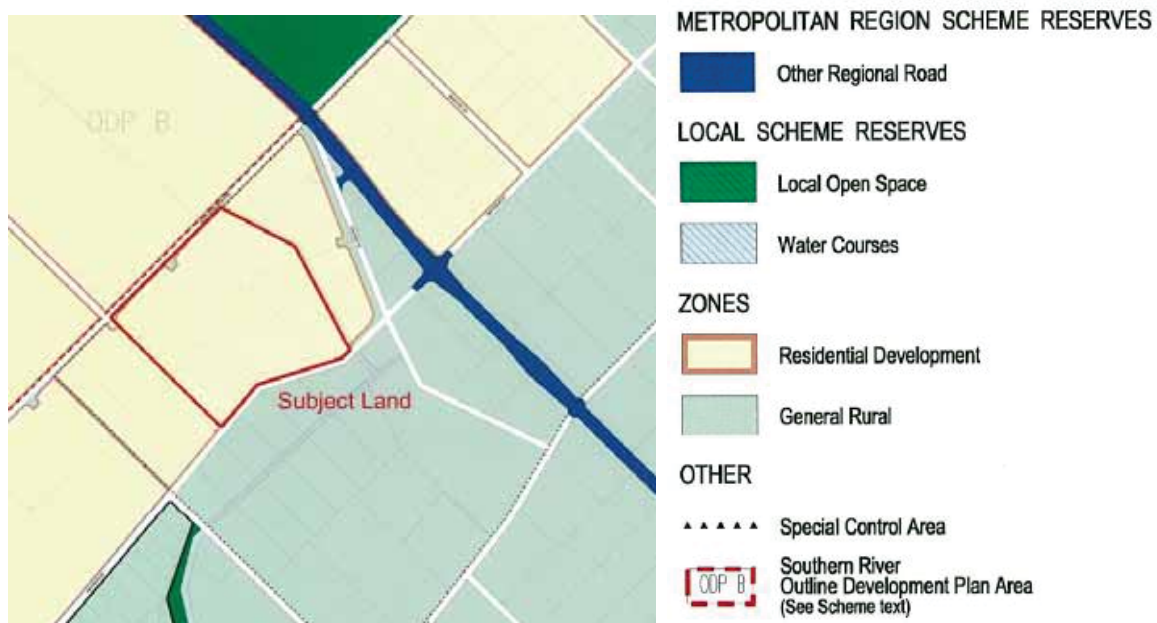 ODP B
Subject Land
METROPOLITAN REGION SCHEME RESERVES
Other Regional Road
LOCAL SCHEME RESERVES
Local Open Space
Water Courses
ZONES
Residential Development
General Rural
OTHER
Special Control Area
ODP B
Southern River
Outline Development Plan Area
(See Scheme text)